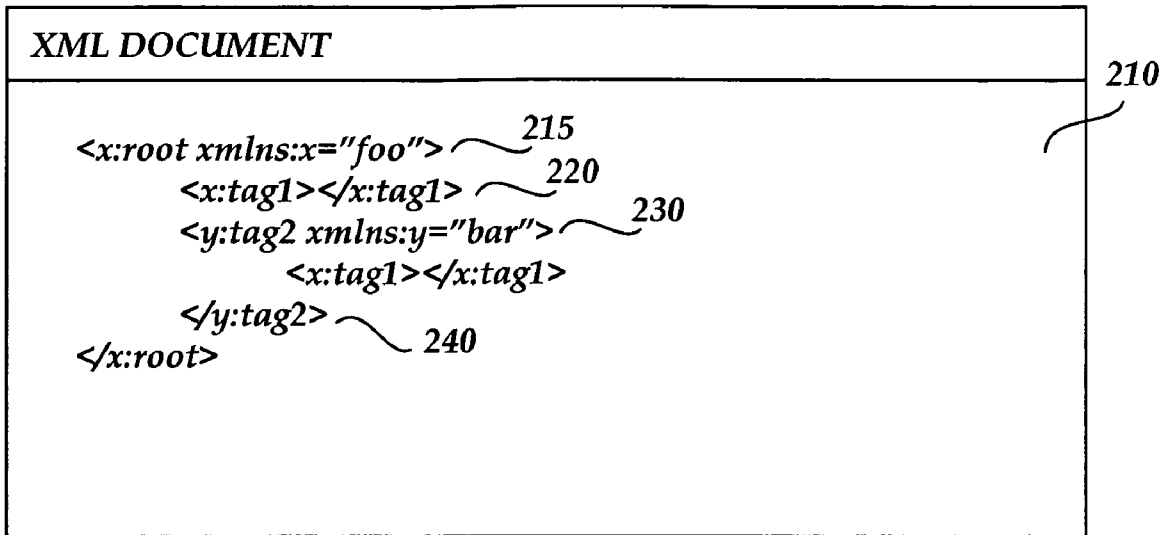 XML DOCUMENT
210
<x:root xmlns:x="foo"> 215
<x:tag1></x:tag1> 220
<y:tag2 xmlns:y="bar"> 230
<x:tag1></x:tag1>
</y:tag2> 240
</x:root>